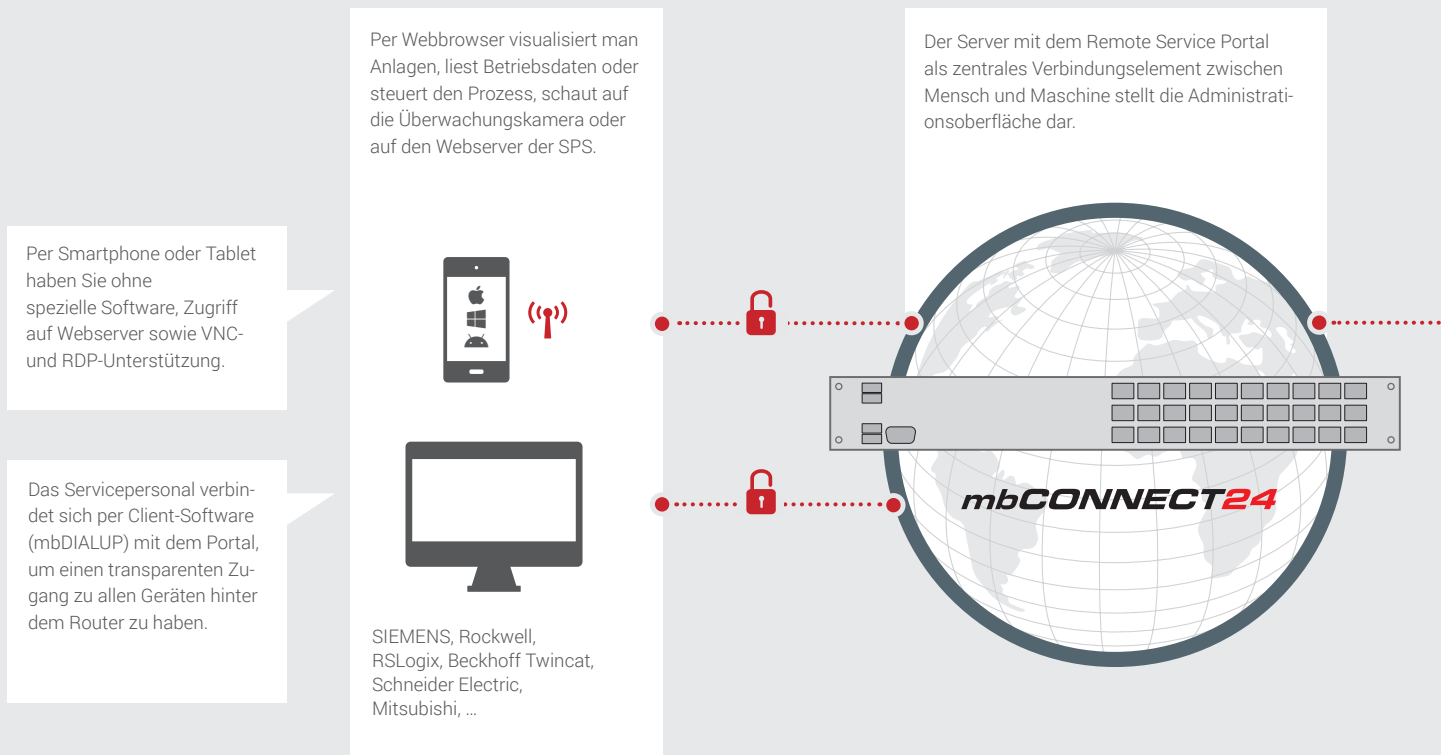 Per Webbrowser visualisiert man
Anlagen, liest Betriebsdaten oder
steuert den Prozess, schaut auf
die Überwachungskamera oder
auf den Webserver der SPS.
Der Server mit dem Remote Service Portal
als zentrales Verbindungselement zwischen
Mensch und Maschine stellt die Administrati-
onsoberfläche dar.
Per Smartphone oder Tablet
haben Sie ohne
spezielle Software, Zugriff
auf Webserver sowie VNC-
und RDP-Unterstützung.
Das Servicepersonal verbin-
det sich per Client-Software
(mbDIALUP) mit dem Portal,
um einen transparenten Zu-
gang zu allen Geräten hinter
dem Router zu haben.
SIEMENS, Rockwell,
RSLogix, Beckhoff Twincat,
Schneider Electric,
Mitsubishi, ...
mbCONNECT24